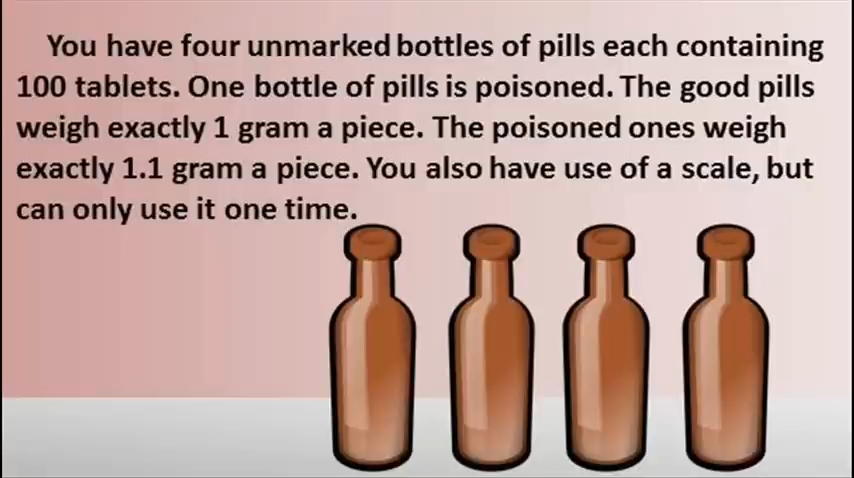 You have four unmarked bottles of pills each containing
100 tablets. One bottle of pills is poisoned. The good pills
weigh exactly 1 gram a piece. The poisoned ones weigh
exactly 1.1 gram a piece. You also have use of a scale, but
can only use it one time.